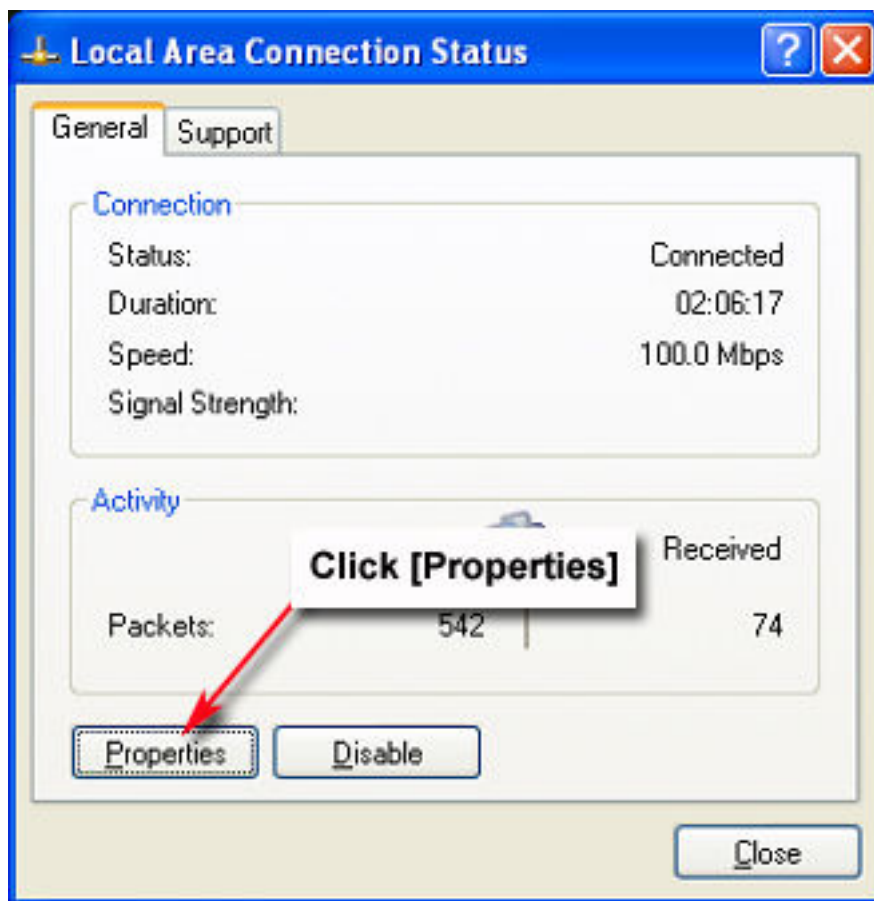 Local Area Connection Status
General Support
Connection
Status: Connected
Duration: 02:06:17
Speed: 100.0 Mbps
Signal Strength:
Activity
Click [Properties]
Received
Packets: 542 74
Properties Disable
Close